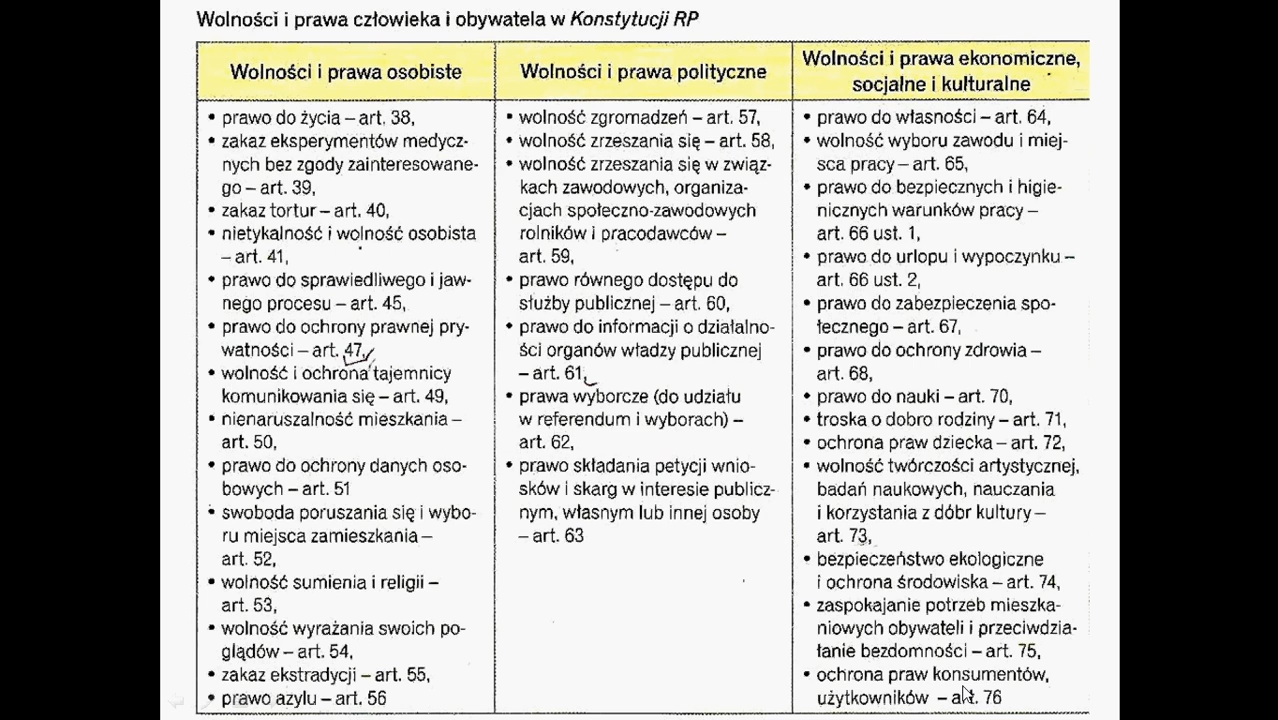 Wolności i prawa człowieka i obywatela w Konstytucji RP
Wolności i prawa osobiste
• prawo do życia – art. 38,
• zakaz eksperymentów medycz-
nych bez zgody zainteresowane-
go – art. 39,
• zakaz tortur – art. 40,
• nietykalność i wolność osobista
– art. 41,
• prawo do sprawiedliwego i jaw-
nego procesu – art. 45,
• prawo do ochrony prawnej pry-
watności – art. 47,
• wolność i ochrona tajemnicy
komunikowania się – art. 49,
• nienaruszalność mieszkania –
art. 50,
• prawo do ochrony danych oso-
bowych – art. 51
• swoboda poruszania się i wybo-
ru miejsca zamieszkania –
art. 52,
• wolność sumienia i religii –
art. 53,
• wolność wyrażania swoich po-
glądów – art. 54,
• zakaz ekstradycji – art. 55,
• prawo azylu – art. 56
Wolności i prawa polityczne
• wolność zgromadzeń – art. 57,
• wolność zrzeszania się – art. 58,
• wolność zrzeszania się w związ-
kach zawodowych, organiza-
cjach społeczno-zawodowych
rolników i pracodawców –
art. 59,
• prawo równego dostępu do
służby publicznej – art. 60,
• prawo do informacji o działalno-
ści organów władzy publicznej
– art. 61,
• prawa wyborcze (do udziału
w referendum i wyborach) –
art. 62,
• prawo składania petycji wnio-
sków i skarg w interesie publicz-
nym, własnym lub innej osoby
– art. 63
Wolności i prawa ekonomiczne,
socjalne i kulturalne
• prawo do własności – art. 64,
• wolność wyboru zawodu i miej-
sca pracy – art. 65,
• prawo do bezpiecznych i higie-
nicznych warunków pracy –
art. 66 ust. 1,
• prawo do urlopu i wypoczynku –
art. 66 ust. 2,
• prawo do zabezpieczenia spo-
łecznego – art. 67,
• prawo do ochrony zdrowia –
art. 68,
• prawo do nauki – art. 70,
• troska o dobro rodziny – art. 71,
• ochrona praw dziecka – art. 72,
• wolność twórczości artystycznej,
badań naukowych, nauczania
i korzystania z dóbr kultury –
art. 73,
• bezpieczeństwo ekologiczne
i ochrona środowiska – art. 74,
• zaspokajanie potrzeb mieszka-
niowych obywateli i przeciwdzia-
łanie bezdomności – art. 75,
• ochrona praw konsumentów,
użytkowników – art. 76